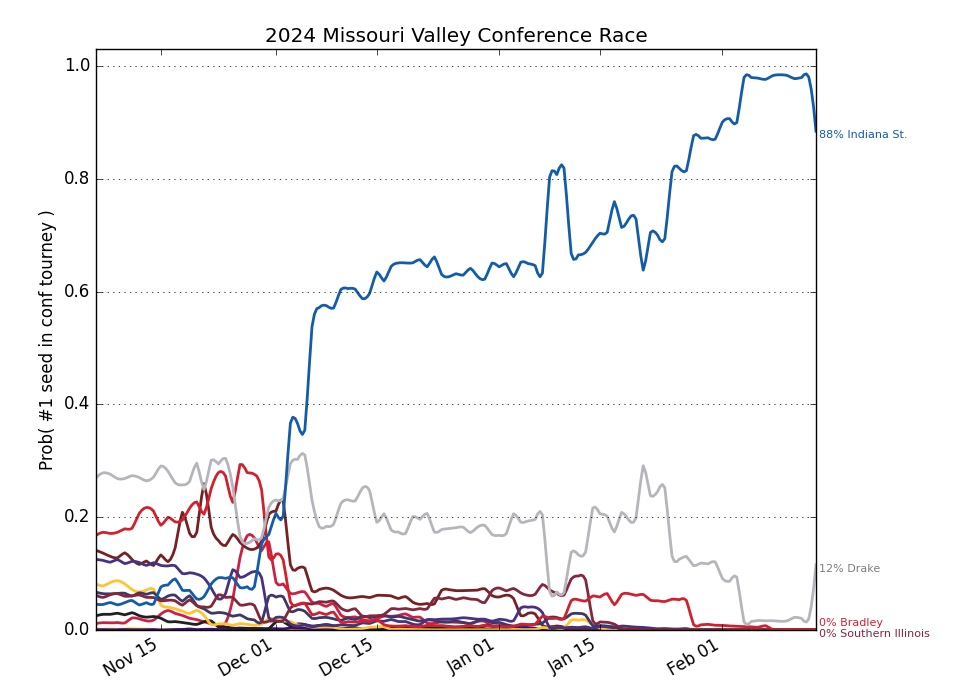 2024 Missouri Valley Conference Race
Prob( #1 seed in conf tourney )
1.0
0.8
0.6
0.4
0.2
0.0
88% Indiana St.
12% Drake
0% Bradley
0% Southern Illinois
Nov 15
Dec 01
Dec 15
Jan 01
Jan 15
Feb 01